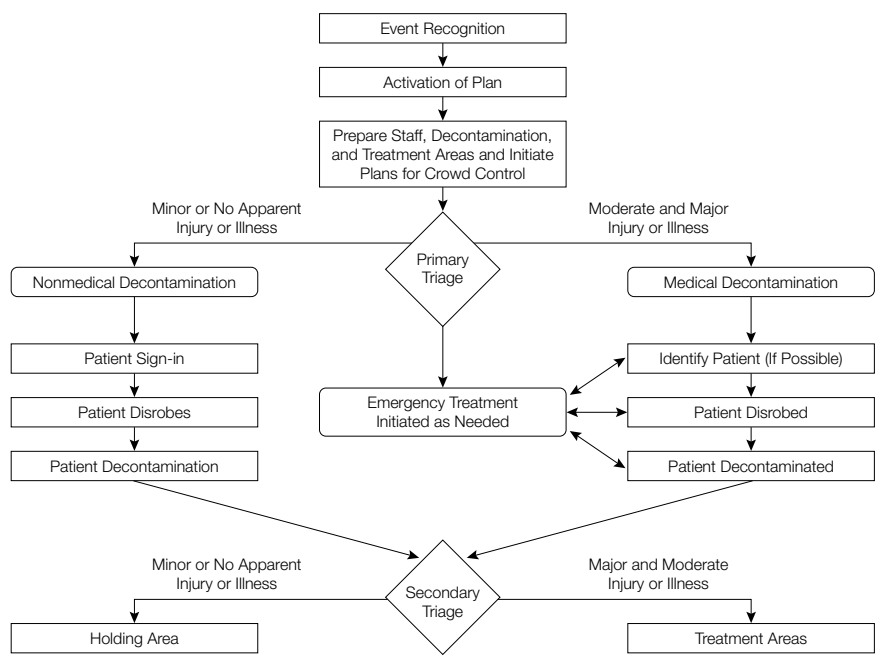 Event Recognition
Activation of Plan
Prepare Staff, Decontamination,
and Treatment Areas and Initiate
Plans for Crowd Control
Minor or No Apparent
Injury or Illness
Moderate and Major
Injury or Illness
Primary
Triage
Nonmedical Decontamination
Medical Decontamination
Patient Sign-in
Identify Patient (If Possible)
Patient Disrobes
Emergency Treatment
Initiated as Needed
Patient Disrobed
Patient Decontamination
Patient Decontaminated
Minor or No Apparent
Injury or Illness
Major and Moderate
Injury or Illness
Secondary
Triage
Holding Area
Treatment Areas